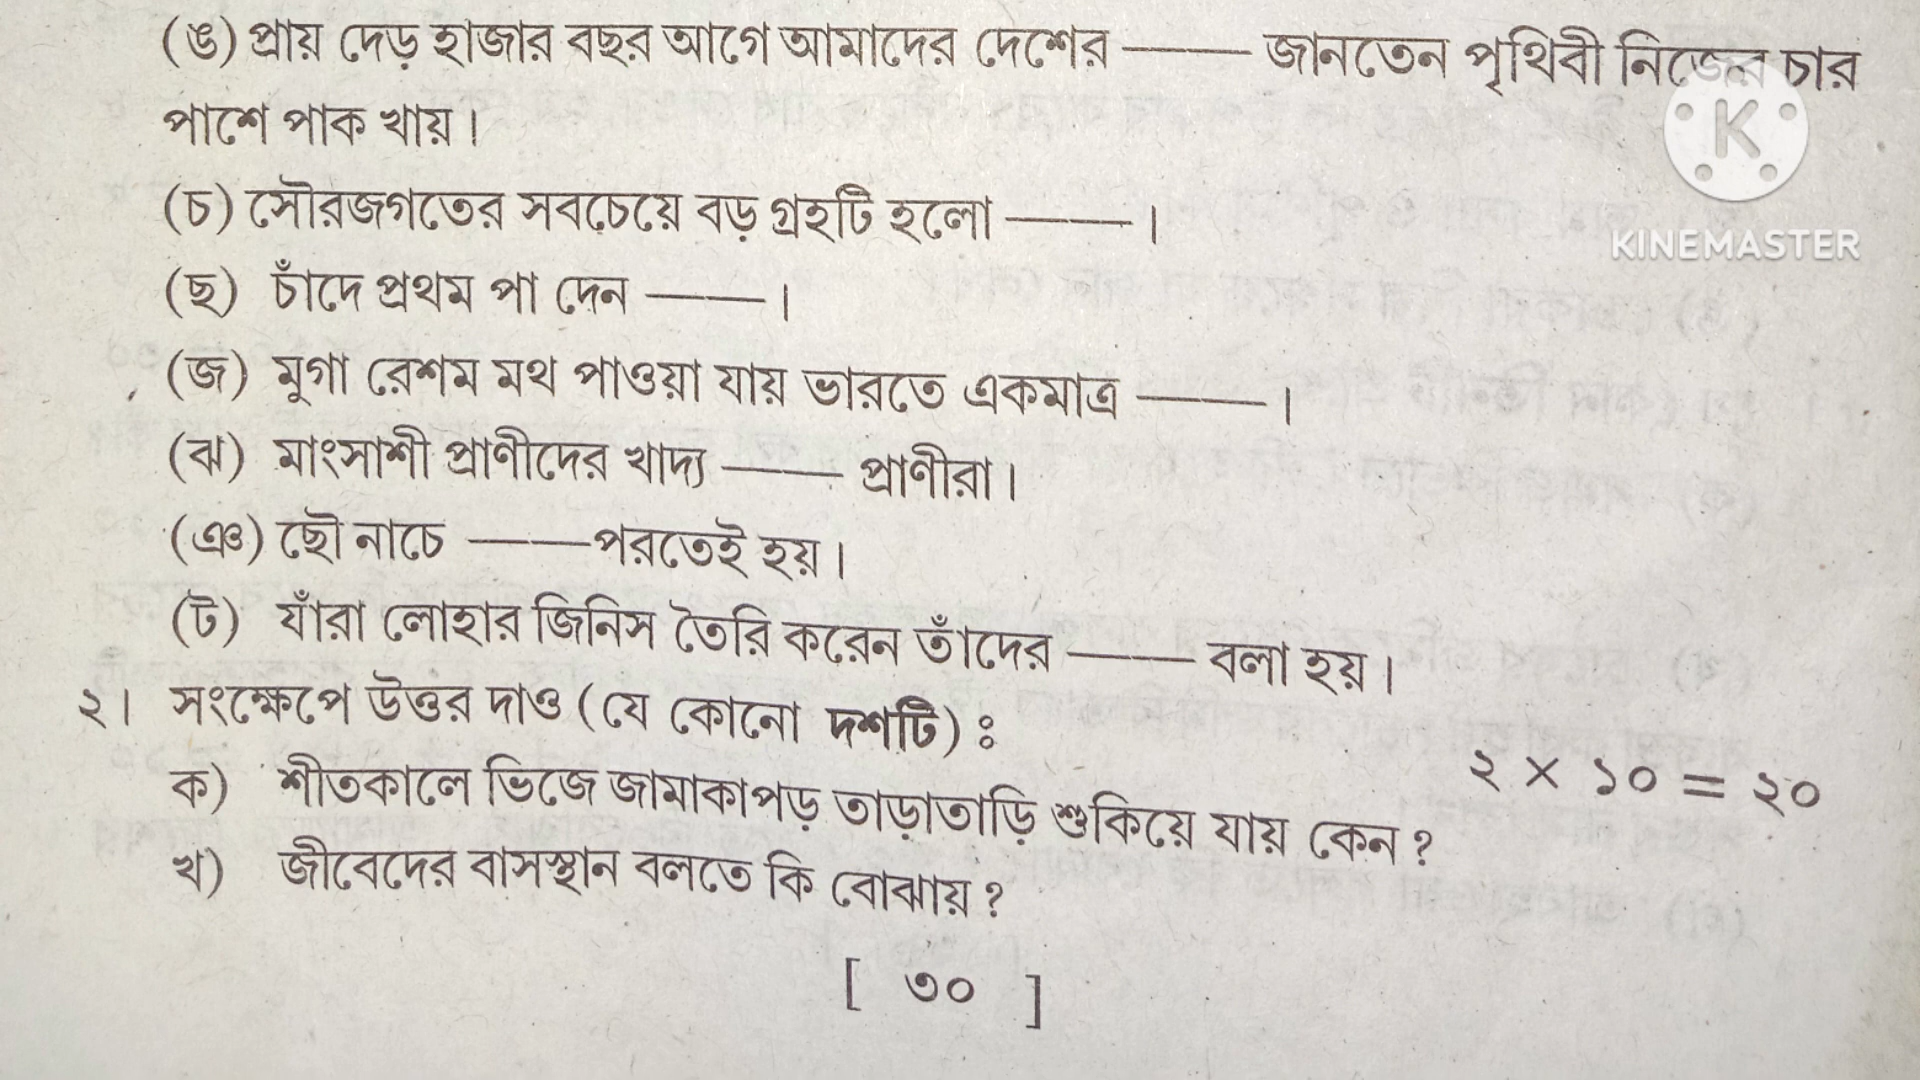 (ঙ) প্রায় দেড় হাজার বছর আগে আমাদের দেশের ——— জানতেন পৃথিবী নিজের চার
পাশে পাক খায়।
(চ) সৌরজগতের সবচেয়ে বড় গ্রহটি হলো ———।
(ছ) চাঁদে প্রথম পা দেন ———।
(জ) মুগা রেশম মথ পাওয়া যায় ভারতে একমাত্র ———।
(ঝ) মাংসাশী প্রাণীদের খাদ্য ——— প্রাণীরা।
(ঞ) ছৌ নাচে ———পরতেই হয়।
(ট) যাঁরা লোহার জিনিস তৈরি করেন তাঁদের ——— বলা হয়।
২। সংক্ষেপে উত্তর দাও (যে কোনো দশটি) ঃ
২ × ১০ = ২০
ক) শীতকালে ভিজে জামাকাপড় তাড়াতাড়ি শুকিয়ে যায় কেন?
খ) জীবেদের বাসস্থান বলতে কি বোঝায়?
[ ৩০ ]
K
KINEMASTER